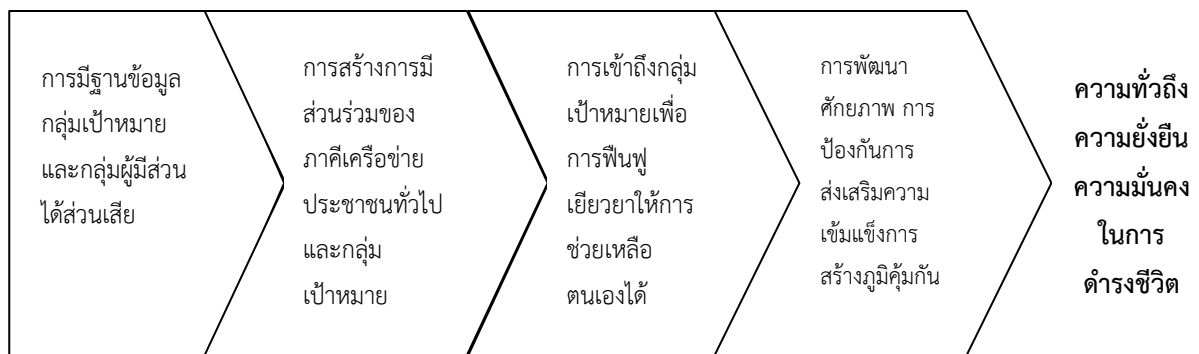 การมีฐานข้อมูล
กลุ่มเป้าหมาย
และกลุ่มผู้มีส่วน
ได้ส่วนเสีย
การสร้างการมี
ส่วนร่วมของ
ภาคีเครือข่าย
ประชาชนทั่วไป
และกลุ่ม
เป้าหมาย
การเข้าถึงกลุ่ม
เป้าหมายเพื่อ
การฟืนฟู
เยียวยาให้การ
ช่วยเหลือ
ตนเองได้
การพัฒนา
ศักยภาพ การ
ป้องกันการ
ส่งเสริมความ
เข้มแข็งการ
สร้างภูมิคุ้มกัน
ความทั่วถึง
ความยั่งยืน
ความมั่นคง
ในการ
ดำรงชีวิต